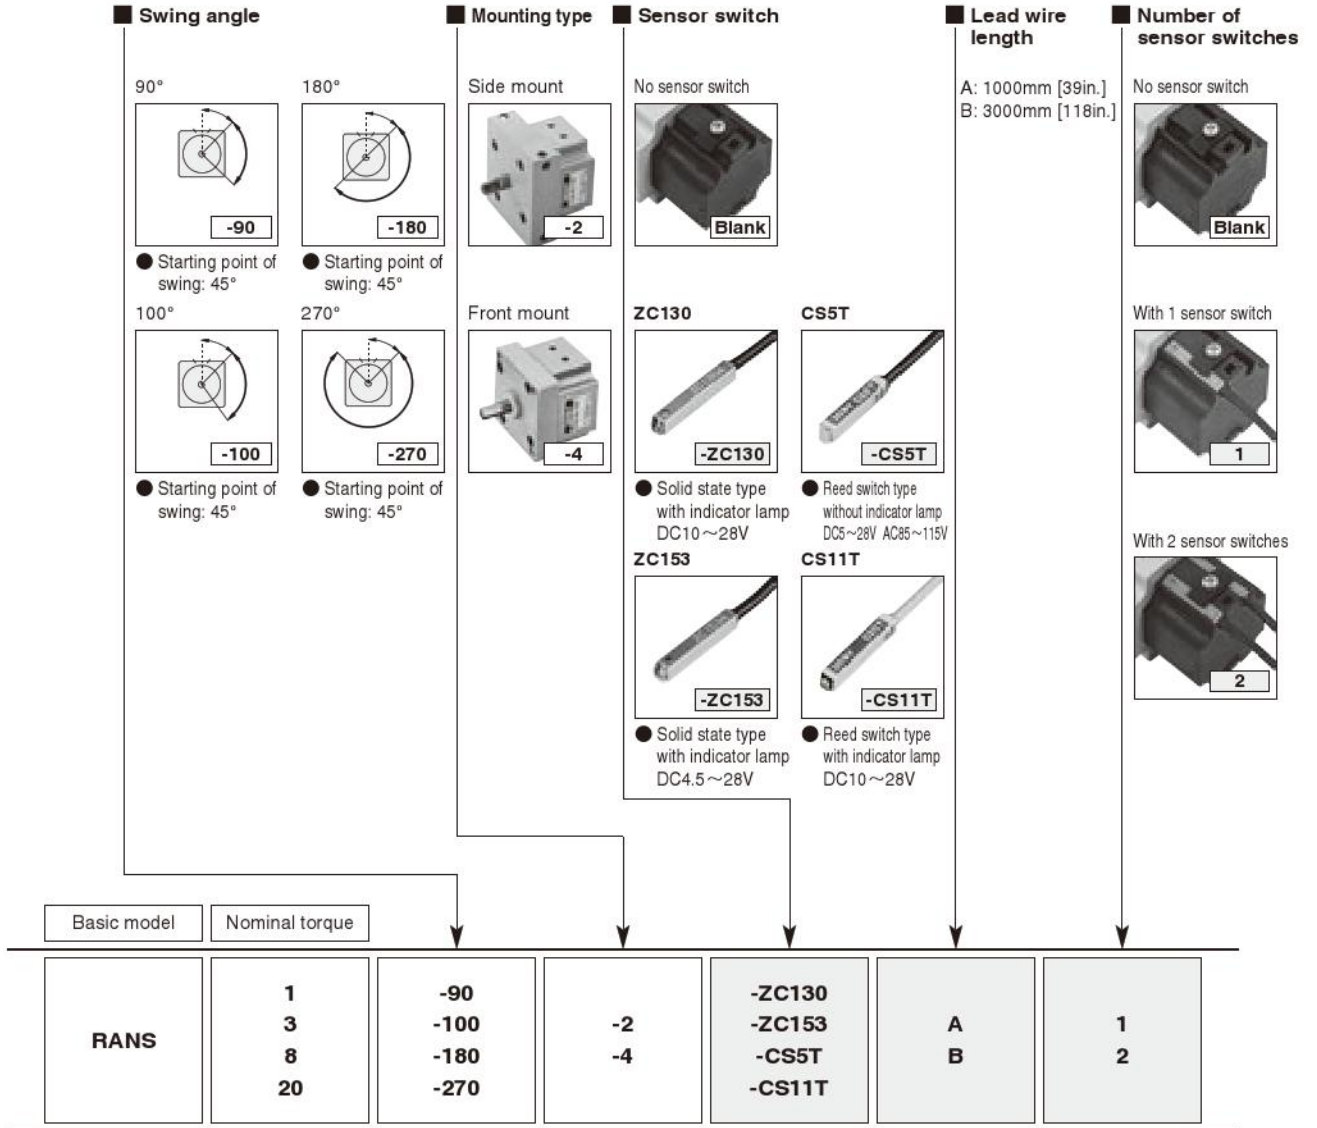 ■ Swing angle
90°
-90
● Starting point of
swing: 45°
180°
-180
● Starting point of
swing: 45°
100°
-100
● Starting point of
swing: 45°
270°
-270
● Starting point of
swing: 45°
■ Mounting type
Side mount
-2
Front mount
-4
■ Sensor switch
No sensor switch
Blank
ZC130
-ZC130
● Solid state type
with indicator lamp
DC10～28V
CS5T
-CS5T
● Reed switch type
without indicator lamp
DC5～28V AC85～115V
ZC153
-ZC153
● Solid state type
with indicator lamp
DC4.5～28V
CS11T
-CS11T
● Reed switch type
with indicator lamp
DC10～28V
■ Lead wire
length
A: 1000mm [39in.]
B: 3000mm [118in.]
■ Number of
sensor switches
No sensor switch
Blank
With 1 sensor switch
1
With 2 sensor switches
2
Basic model
Nominal torque
RANS
1
3
8
20
-90
-100
-180
-270
-2
-4
-ZC130
-ZC153
-CS5T
-CS11T
A
B
1
2